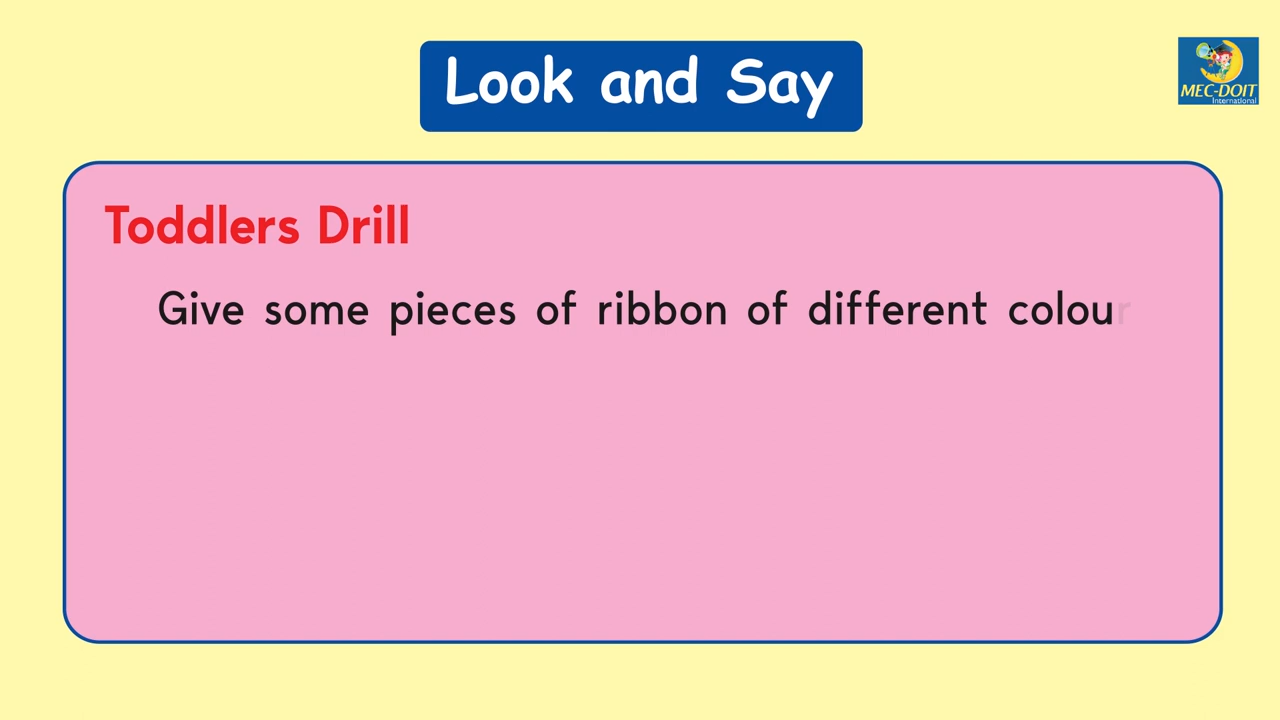 Look and Say
MEC-DOIT
International
Toddlers Drill
Give some pieces of ribbon of different colour